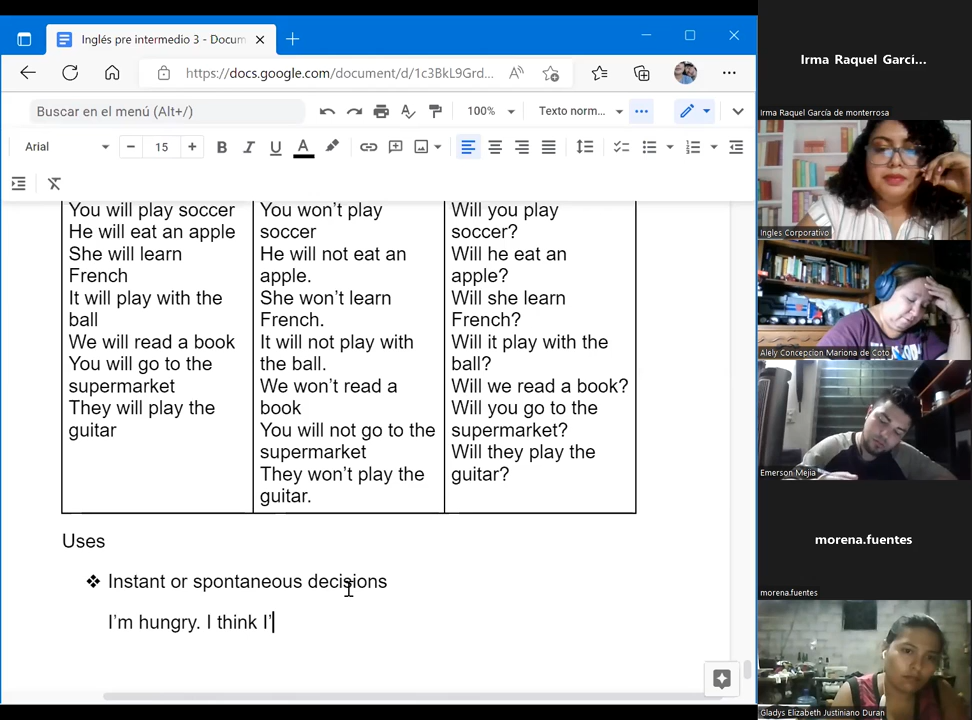 Inglés pre intermedio 3 - Docum
https://docs.google.com/document/d/1c3BkL9Grd...
Buscar en el menú (Alt+/)
100%
Texto norm...
Arial
15
B I U A
You will play soccer
He will eat an apple
She will learn
French
It will play with the
ball
We will read a book
You will go to the
supermarket
They will play the
guitar
You won't play
soccer
He will not eat an
apple.
She won't learn
French.
It will not play with
the ball.
We won't read a
book
You will not go to the
supermarket
They won't play the
guitar.
Will you play
soccer?
Will he eat an
apple?
Will she learn
French?
Will it play with the
ball?
Will we read a book?
Will you go to the
supermarket?
Will they play the
guitar?
Uses
❖ Instant or spontaneous decisions
I'm hungry. I think I'
Irma Raquel Garcí...
Irma Raquel García de monterrosa
Ingles Corporativo
Alely Concepcion Mariona de Coto
Emerson Mejia
morena.fuentes
morena.fuentes
Gladys Elizabeth Justiniano Duran